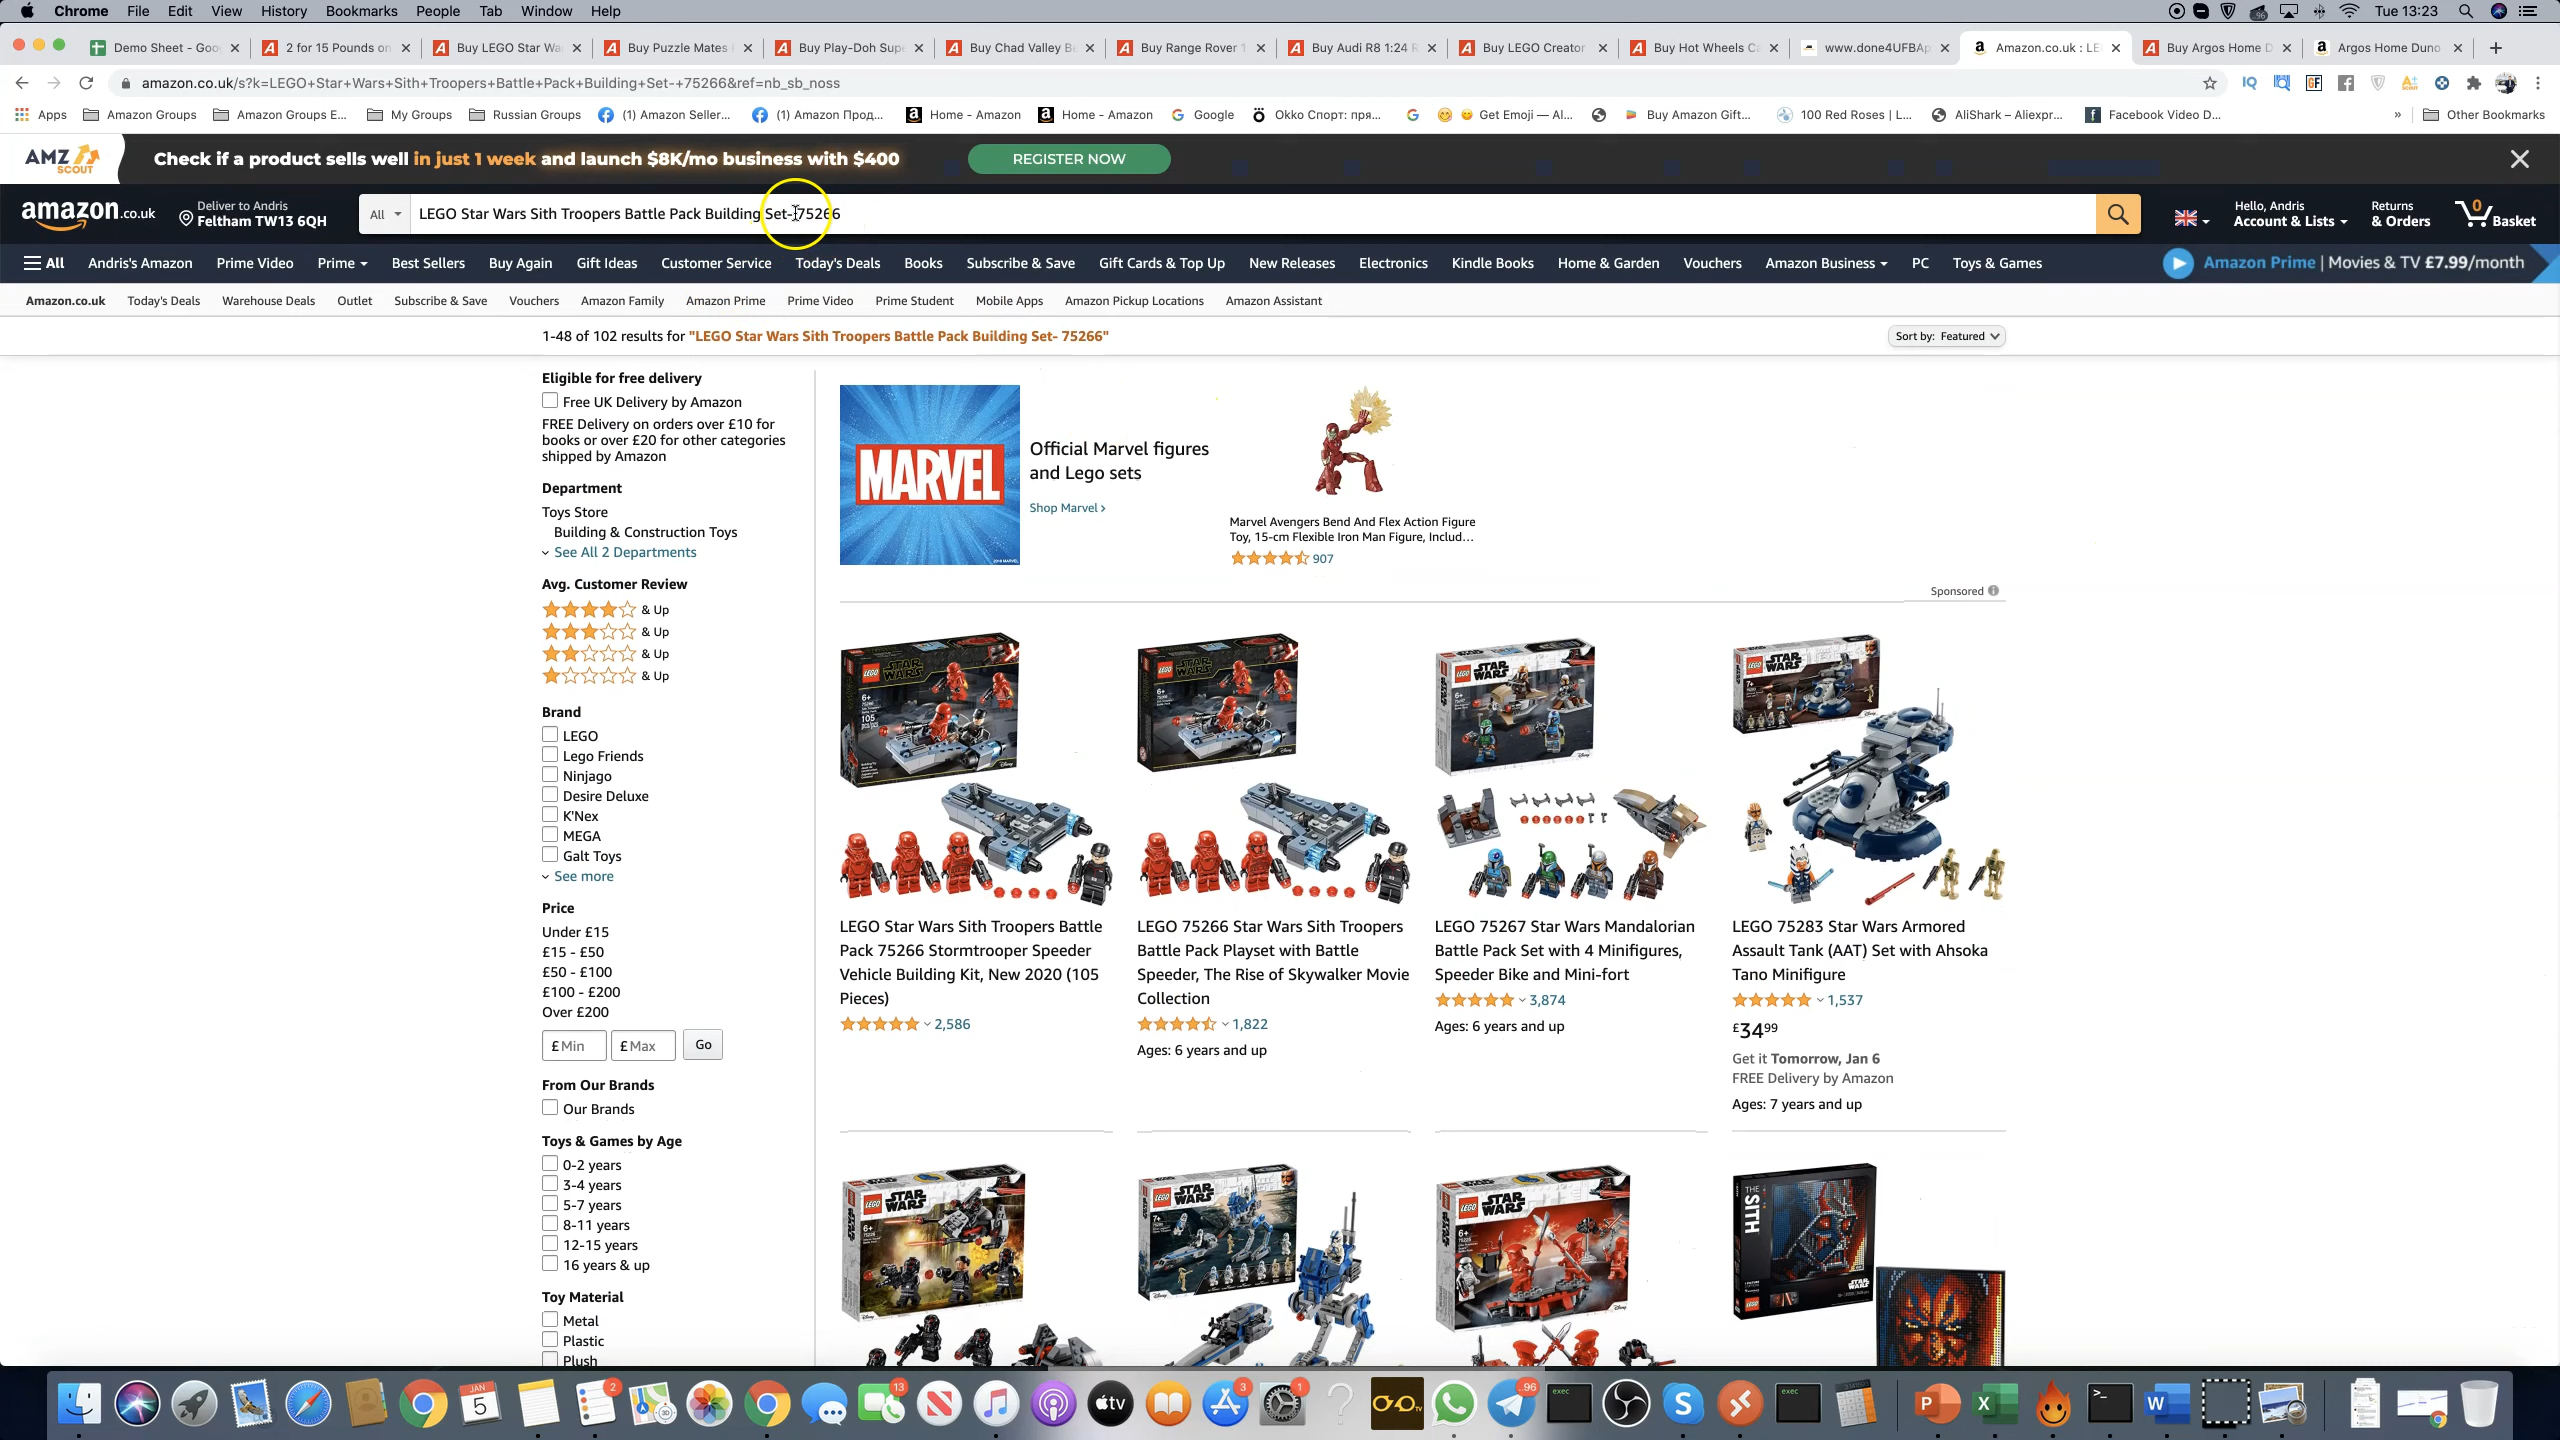 Chrome File Edit View History Bookmarks People Tab Window Help Tue 13:23
Demo Sheet - Goo 2 for 15 Pounds on Buy LEGO Star Wa Buy Puzzle Mates Buy Play-Doh Supe Buy Chad Valley Be Buy Range Rover 1 Buy Audi R8 1:24 R Buy LEGO Creator Buy Hot Wheels Ca www.done4UFBAp Amazon.co.uk : LE Buy Argos Home D Argos Home Duno
amazon.co.uk/s?k=LEGO+Star+Wars+Sith+Troopers+Battle+Pack+Building+Set-+75266&ref=nb_sb_noss
Apps Amazon Groups Amazon Groups E... My Groups Russian Groups (1) Amazon Seller... (1) Amazon Прод... Home - Amazon Home - Amazon Google Okko Спорт: пря... Get Emoji — Al... Buy Amazon Gift... 100 Red Roses | L... AliShark – Aliexpr... Facebook Video D... » Other Bookmarks
AMZ SCOUT Check if a product sells well in just 1 week and launch $8K/mo business with $400 REGISTER NOW
amazon.co.uk Deliver to Andris Feltham TW13 6QH All LEGO Star Wars Sith Troopers Battle Pack Building Set- 75266 Hello, Andris Account & Lists Returns & Orders 0 Basket
All Andris's Amazon Prime Video Prime Best Sellers Buy Again Gift Ideas Customer Service Today's Deals Books Subscribe & Save Gift Cards & Top Up New Releases Electronics Kindle Books Home & Garden Vouchers Amazon Business PC Toys & Games Amazon Prime | Movies & TV £7.99/month
Amazon.co.uk Today's Deals Warehouse Deals Outlet Subscribe & Save Vouchers Amazon Family Amazon Prime Prime Video Prime Student Mobile Apps Amazon Pickup Locations Amazon Assistant
1-48 of 102 results for "LEGO Star Wars Sith Troopers Battle Pack Building Set- 75266" Sort by: Featured
Eligible for free delivery
Free UK Delivery by Amazon
FREE Delivery on orders over £10 for
books or over £20 for other categories
shipped by Amazon
Department
Toys Store
Building & Construction Toys
See All 2 Departments
Avg. Customer Review
& Up
& Up
& Up
& Up
Brand
LEGO
Lego Friends
Ninjago
Desire Deluxe
K'Nex
MEGA
Galt Toys
See more
Price
Under £15
£15 - £50
£50 - £100
£100 - £200
Over £200
£ Min £ Max Go
From Our Brands
Our Brands
Toys & Games by Age
0-2 years
3-4 years
5-7 years
8-11 years
12-15 years
16 years & up
Toy Material
Metal
Plastic
Plush
MARVEL
Official Marvel figures
and Lego sets
Shop Marvel ›
Marvel Avengers Bend And Flex Action Figure
Toy, 15-cm Flexible Iron Man Figure, Includ...
907
Sponsored
LEGO Star Wars Sith Troopers Battle
Pack 75266 Stormtrooper Speeder
Vehicle Building Kit, New 2020 (105
Pieces)
2,586
LEGO 75266 Star Wars Sith Troopers
Battle Pack Playset with Battle
Speeder, The Rise of Skywalker Movie
Collection
1,822
Ages: 6 years and up
LEGO 75267 Star Wars Mandalorian
Battle Pack Set with 4 Minifigures,
Speeder Bike and Mini-fort
3,874
Ages: 6 years and up
LEGO 75283 Star Wars Armored
Assault Tank (AAT) Set with Ahsoka
Tano Minifigure
1,537
£34 99
Get it Tomorrow, Jan 6
FREE Delivery by Amazon
Ages: 7 years and up